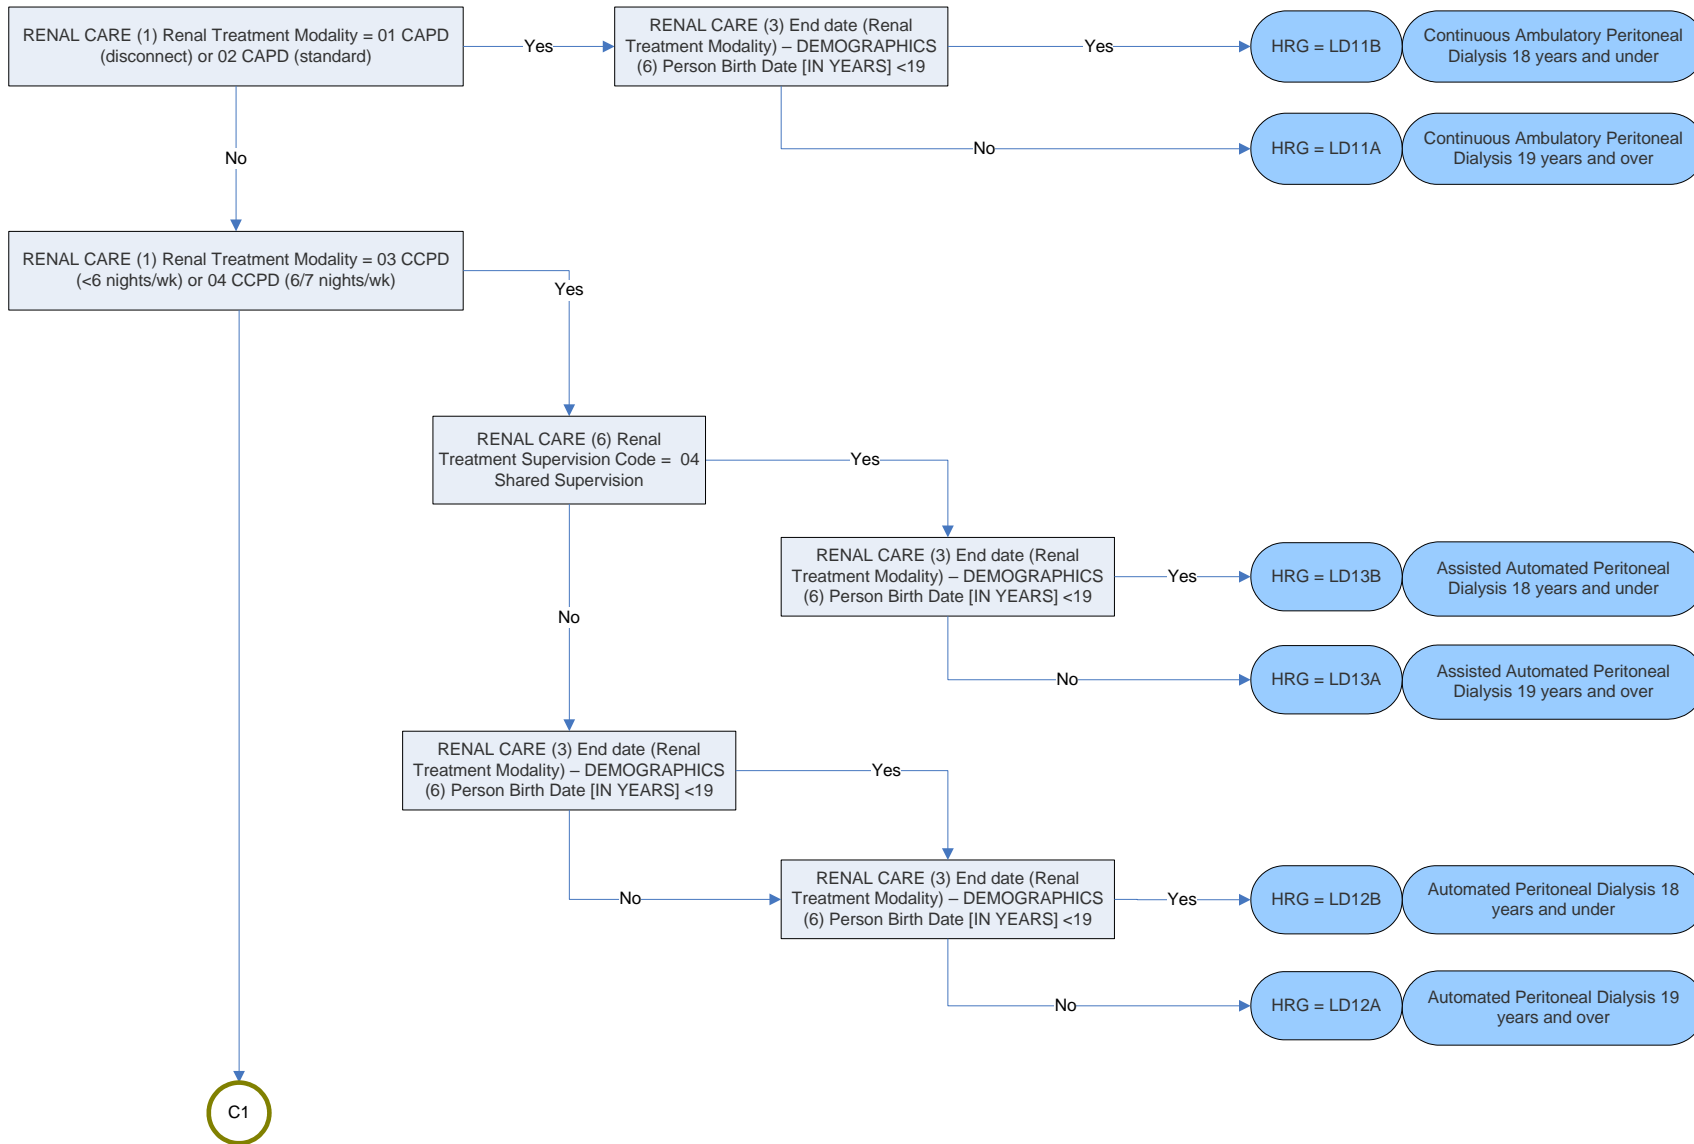 RENAL CARE (1) Renal Treatment Modality = 01 CAPD
(disconnect) or 02 CAPD (standard)
Yes
RENAL CARE (3) End date (Renal
Treatment Modality) – DEMOGRAPHICS
(6) Person Birth Date [IN YEARS] <19
Yes
HRG = LD11B
Continuous Ambulatory Peritoneal
Dialysis 18 years and under
No
HRG = LD11A
Continuous Ambulatory Peritoneal
Dialysis 19 years and over
No
RENAL CARE (1) Renal Treatment Modality = 03 CCPD
(<6 nights/wk) or 04 CCPD (6/7 nights/wk)
Yes
RENAL CARE (6) Renal
Treatment Supervision Code =  04
Shared Supervision
Yes
RENAL CARE (3) End date (Renal
Treatment Modality) – DEMOGRAPHICS
(6) Person Birth Date [IN YEARS] <19
Yes
HRG = LD13B
Assisted Automated Peritoneal
Dialysis 18 years and under
No
No
HRG = LD13A
Assisted Automated Peritoneal
Dialysis 19 years and over
RENAL CARE (3) End date (Renal
Treatment Modality) – DEMOGRAPHICS
(6) Person Birth Date [IN YEARS] <19
Yes
No
RENAL CARE (3) End date (Renal
Treatment Modality) – DEMOGRAPHICS
(6) Person Birth Date [IN YEARS] <19
Yes
HRG = LD12B
Automated Peritoneal Dialysis 18
years and under
No
HRG = LD12A
Automated Peritoneal Dialysis 19
years and over
C1